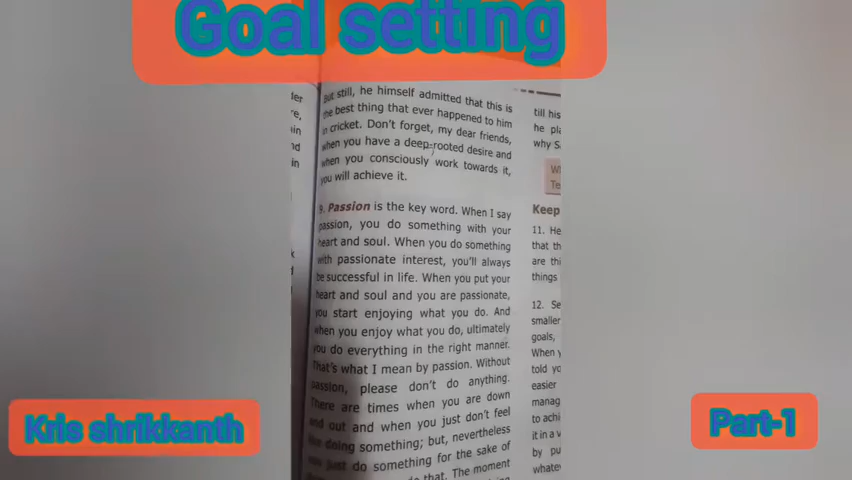 Goal setting
But still, he himself admitted that this is
the best thing that ever happened to him
in cricket. Don't forget, my dear friends,
when you have a deep-rooted desire and
when you consciously work towards it,
you will achieve it.
9. Passion is the key word. When I say
passion, you do something with your
heart and soul. When you do something
with passionate interest, you'll always
be successful in life. When you put your
heart and soul and you are passionate,
you start enjoying what you do. And
when you enjoy what you do, ultimately
you do everything in the right manner.
That's what I mean by passion. Without
passion, please don't do anything.
There are times when you are down
and out and when you just don't feel
like doing something; but, nevertheless
you just do something for the sake of
do that. The moment
till his
he pla
why S
Wh
Te
Keep
11. He
that th
are thi
things
12. Se
smaller
goals,
When y
told yo
easier
manag
to achi
it in a v
by pu
whatev
Kris shrikkanth
Part-1